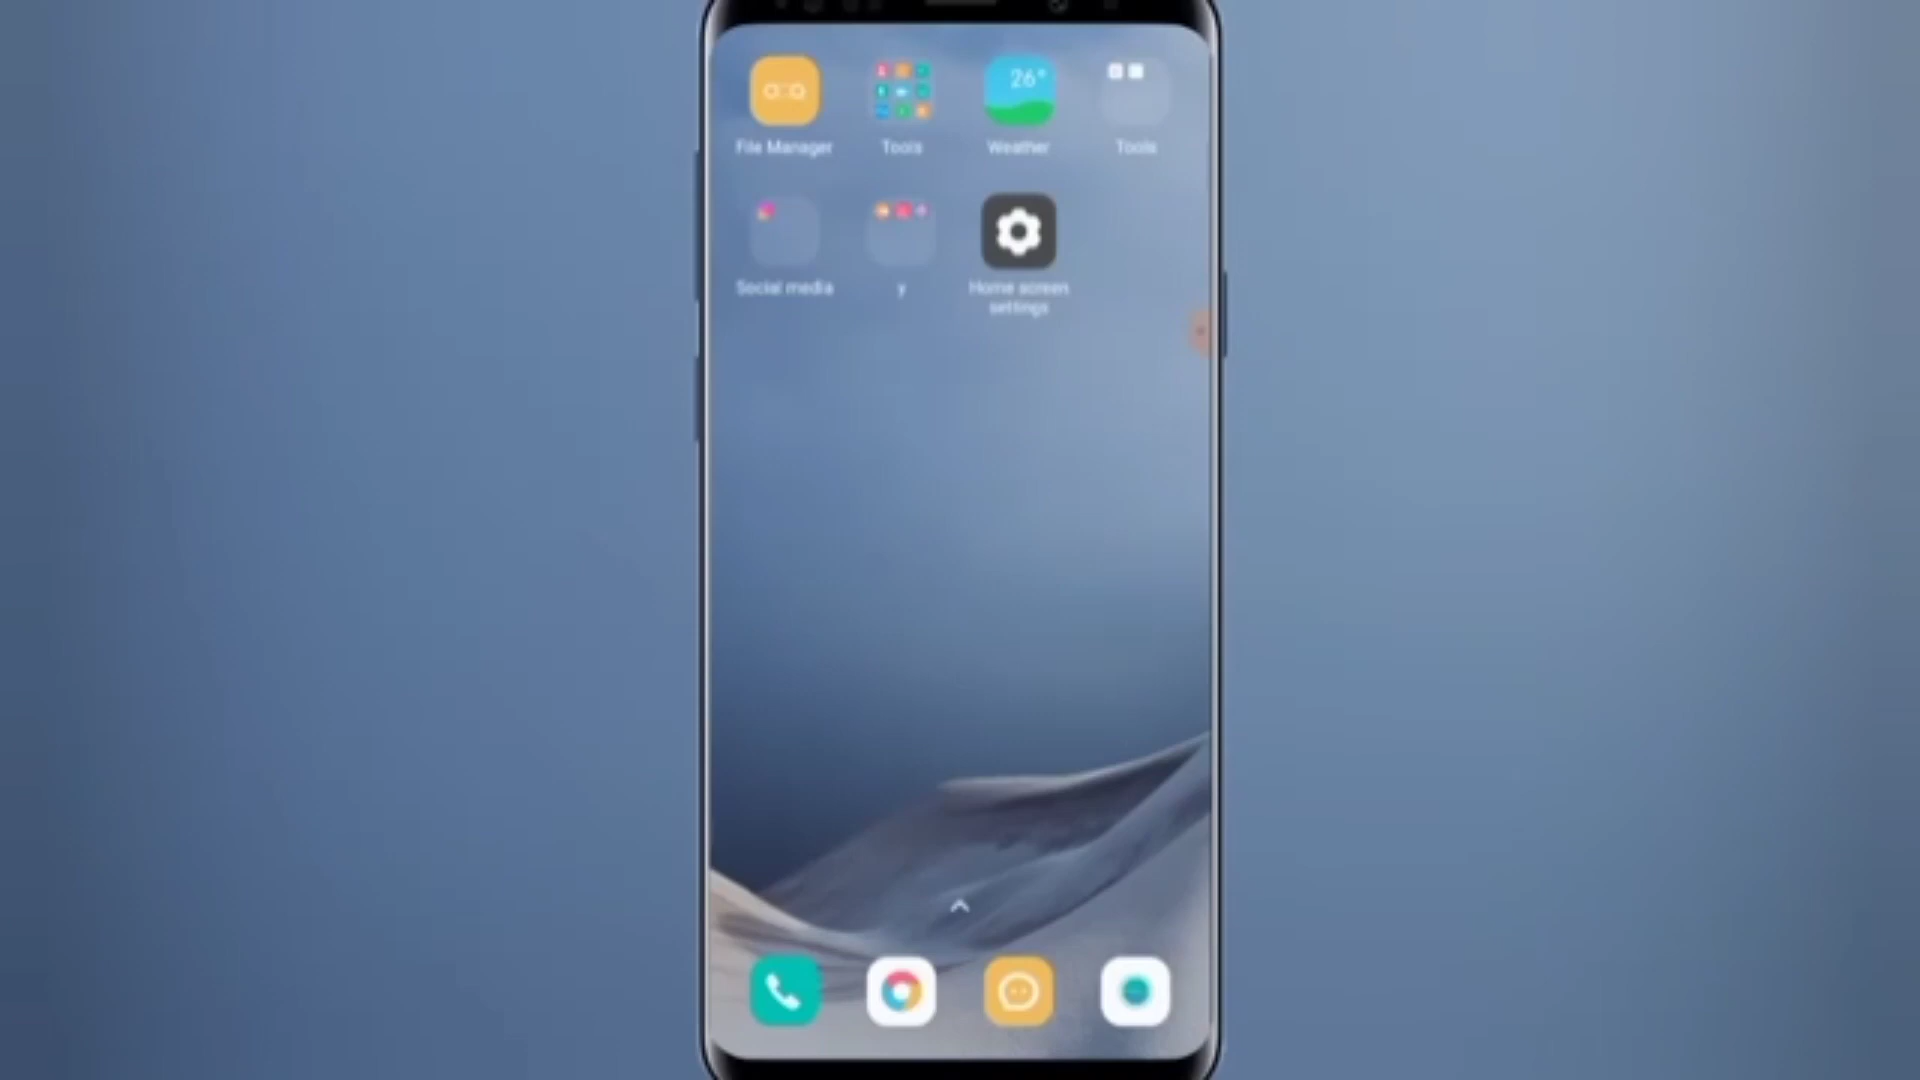 26°
File Manager
Tools
Weather
Tools
Social media
y
Home screen
settings